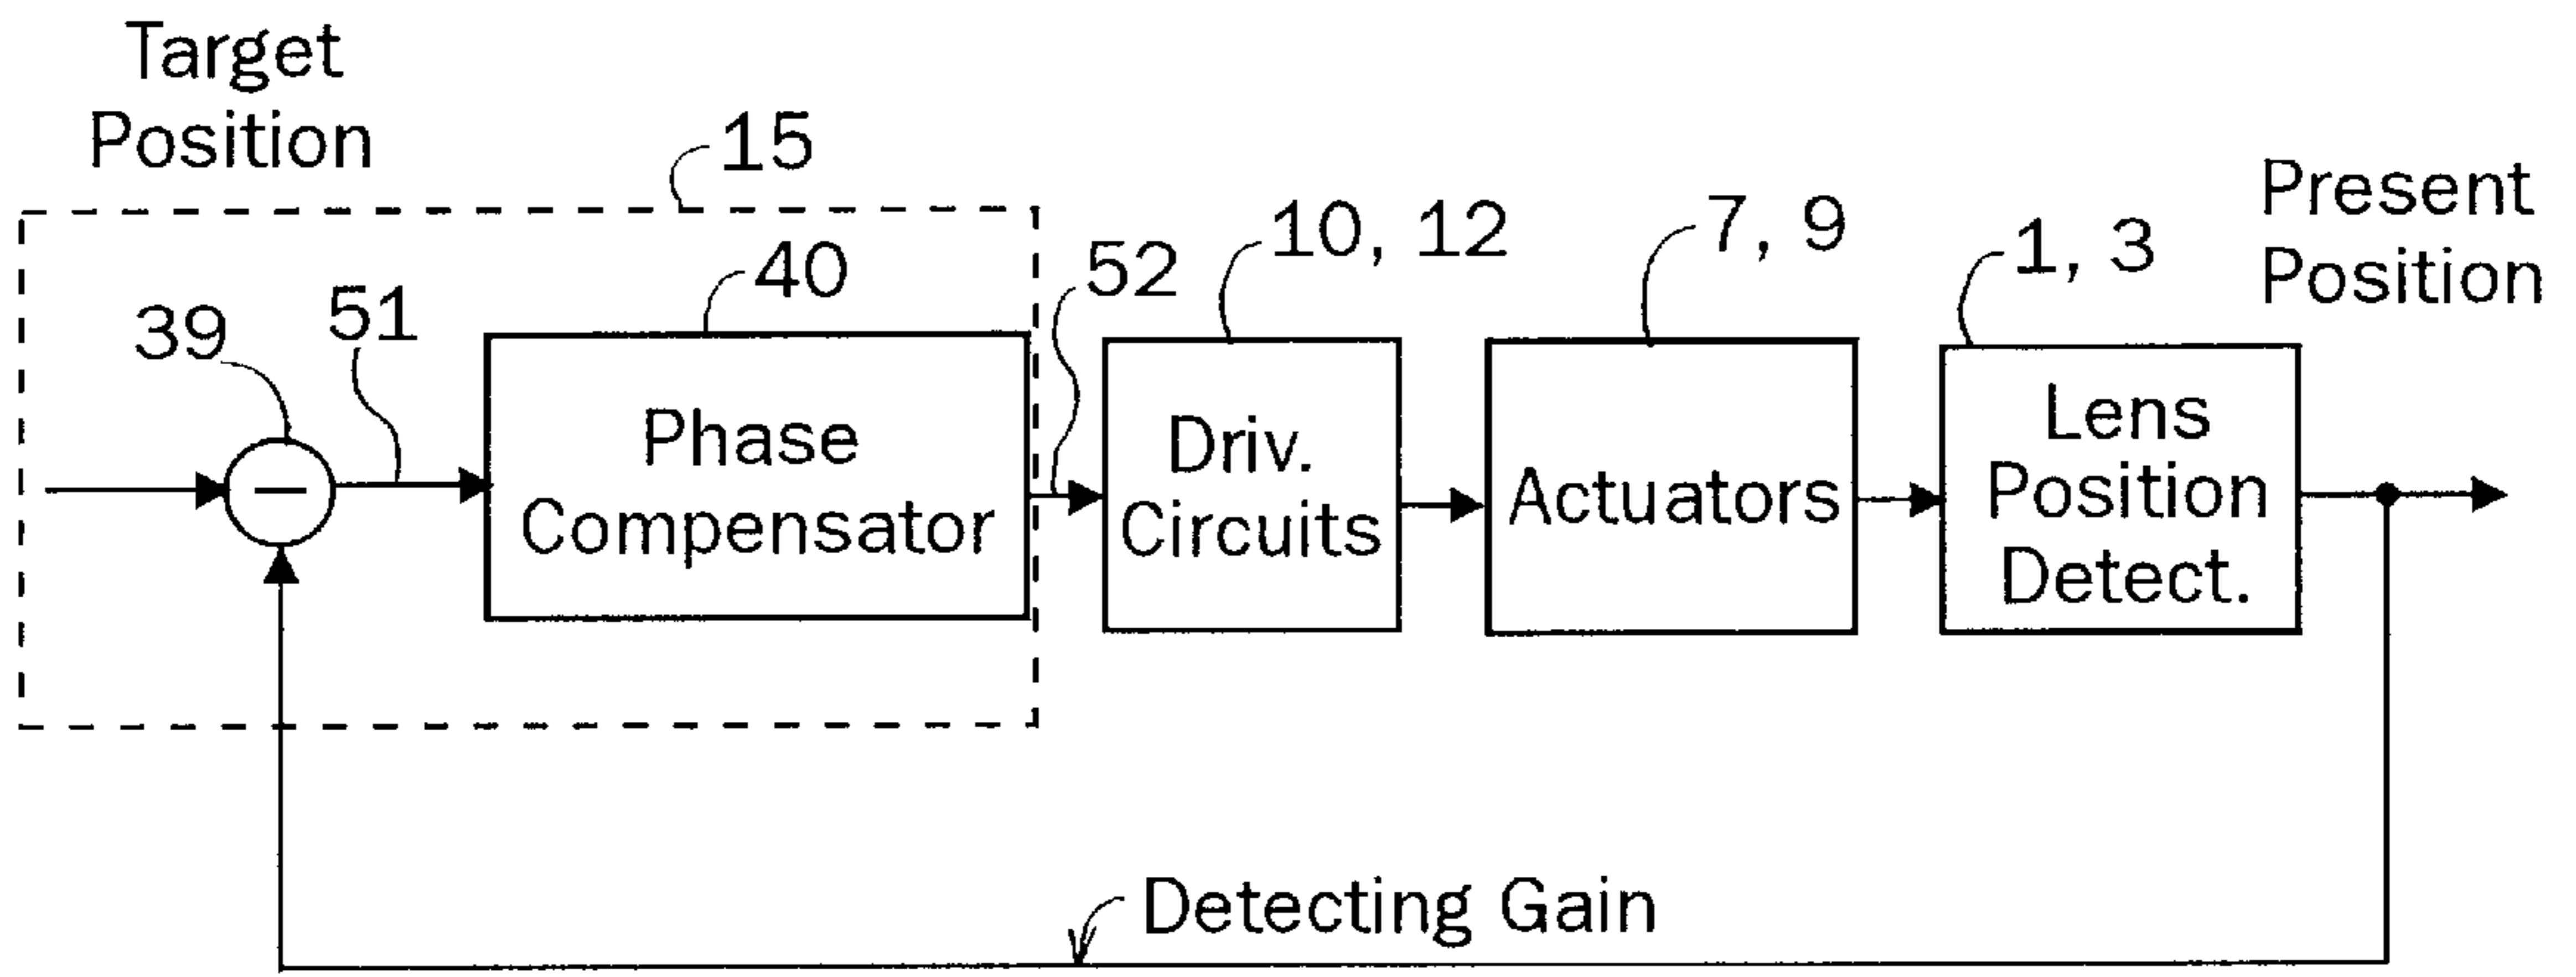 Target
Position
15
Present
Position
10, 12
7, 9
1, 3
52
40
51
39
Phase
Compensator
Driv.
Circuits
Actuators
Lens
Position
Detect.
−
Detecting Gain